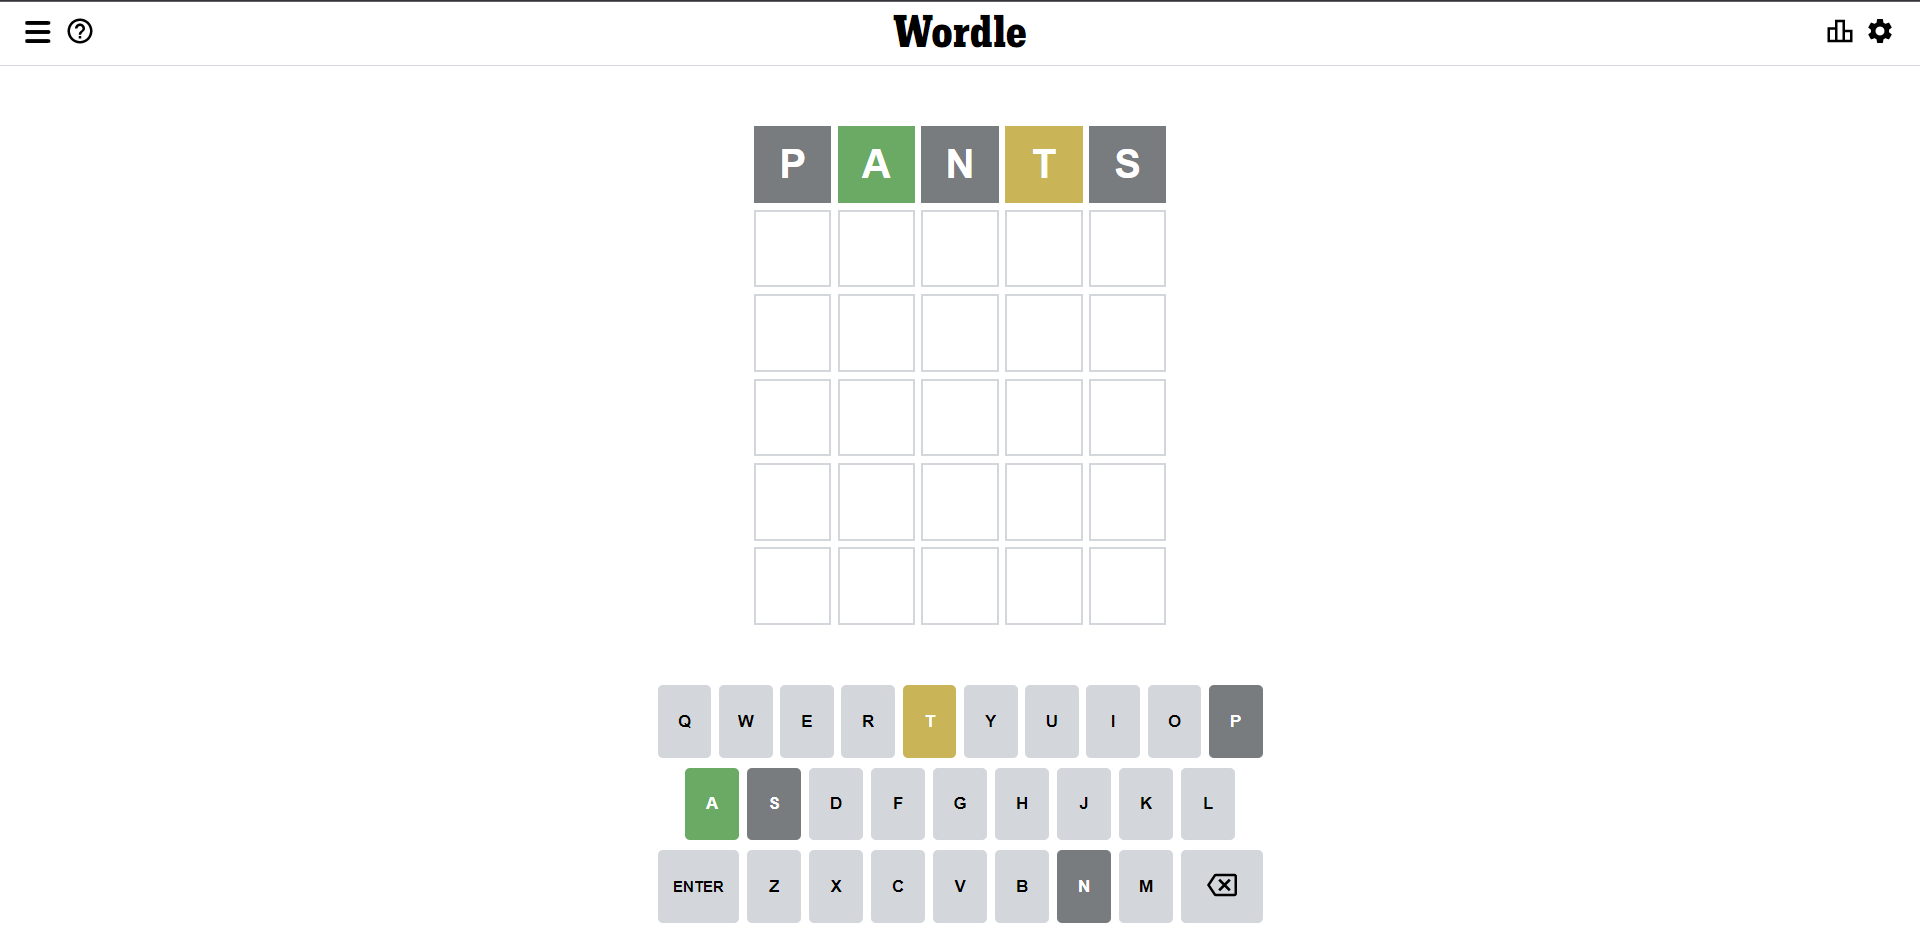 Wordle
P A N T S
Q W E R T Y U I O P
A S D F G H J K L
ENTER Z X C V B N M